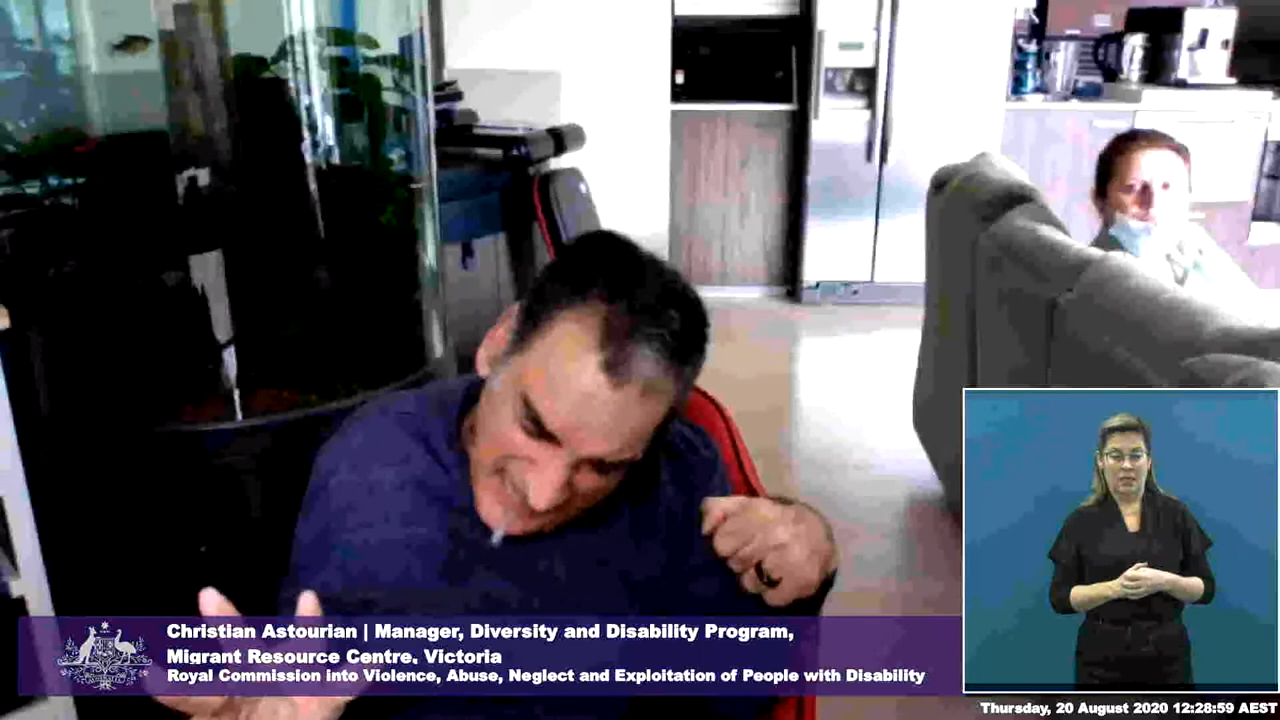 Christian Astourian | Manager, Diversity and Disability Program,
Migrant Resource Centre, Victoria
Royal Commission into Violence, Abuse, Neglect and Exploitation of People with Disability
Thursday, 20 August 2020 12:28:59 AEST